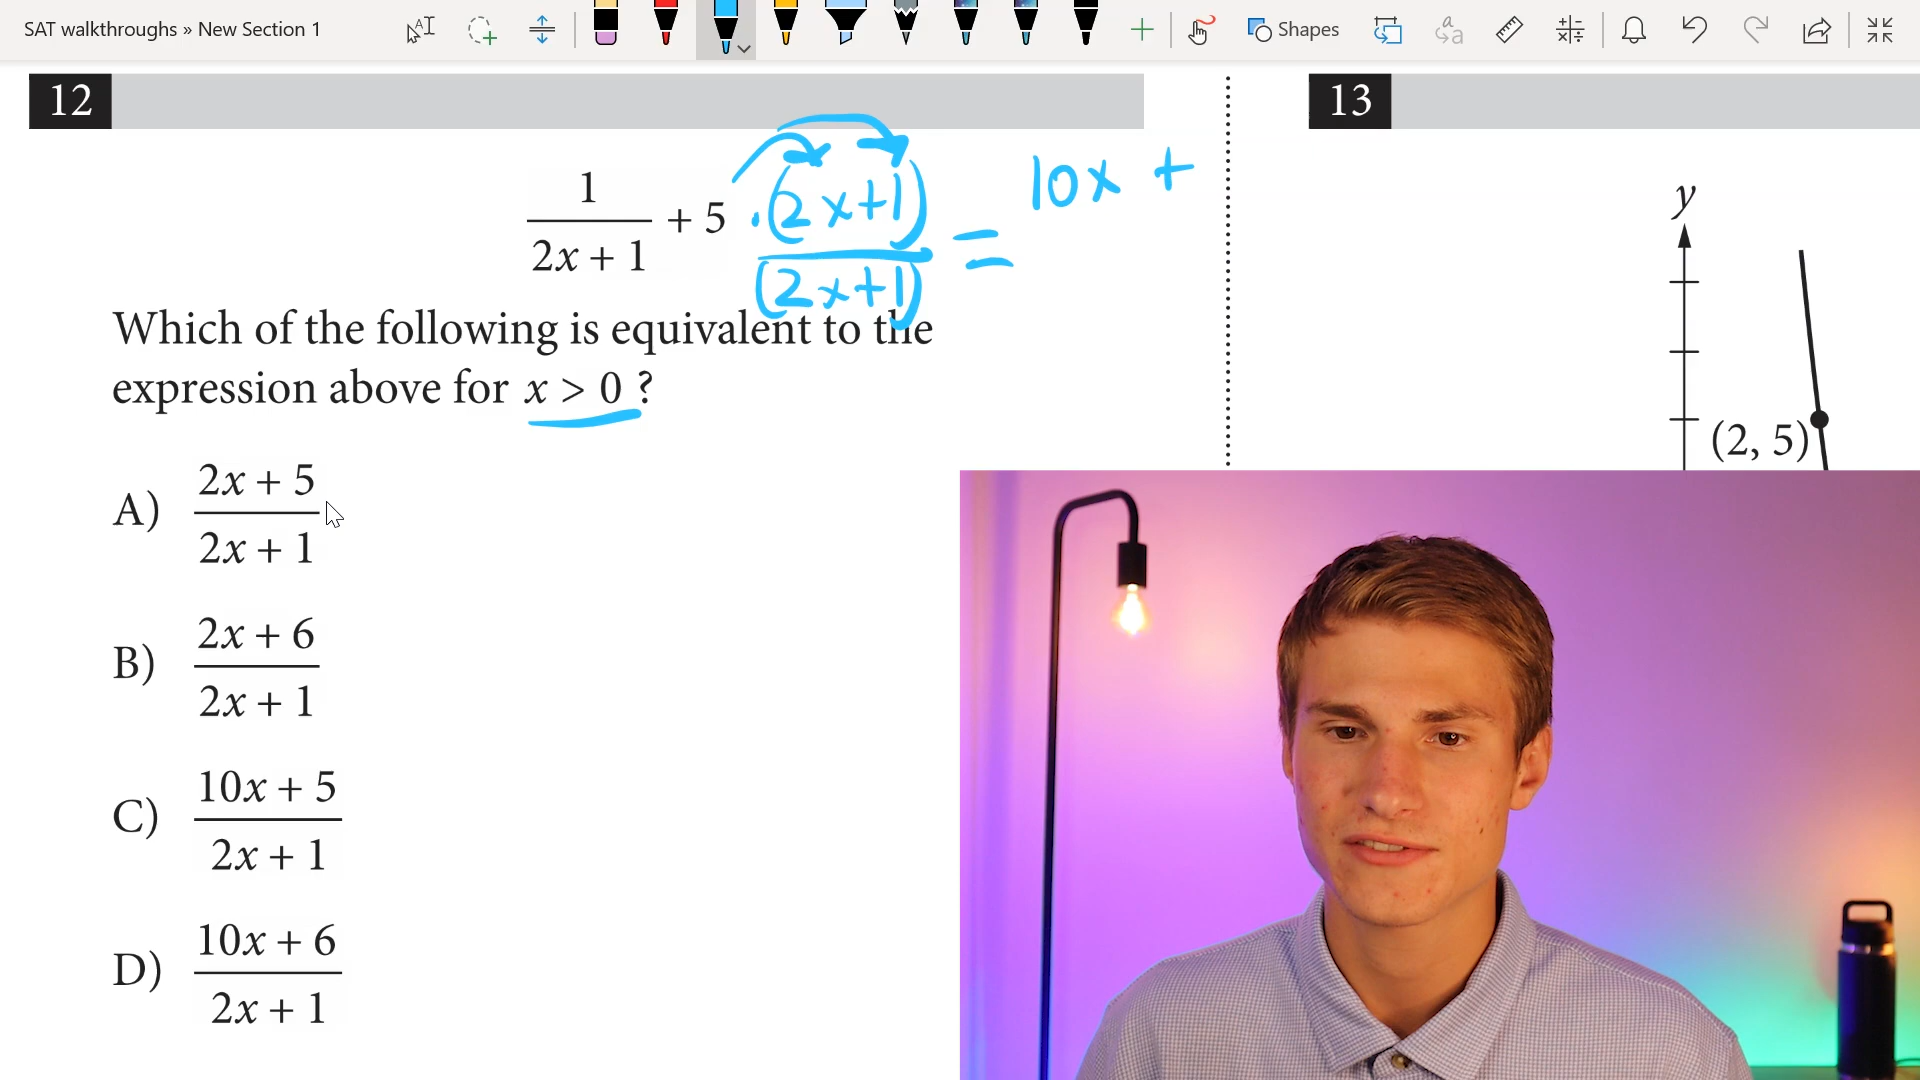 SAT walkthroughs » New Section 1
Shapes
12
13
1
2x + 1
+ 5
·(2x+1)
(2x+1)
=
10x +
Which of the following is equivalent to the
expression above for x > 0 ?
A) 2x + 5
2x + 1
B) 2x + 6
2x + 1
C) 10x + 5
2x + 1
D) 10x + 6
2x + 1
y
(2, 5)